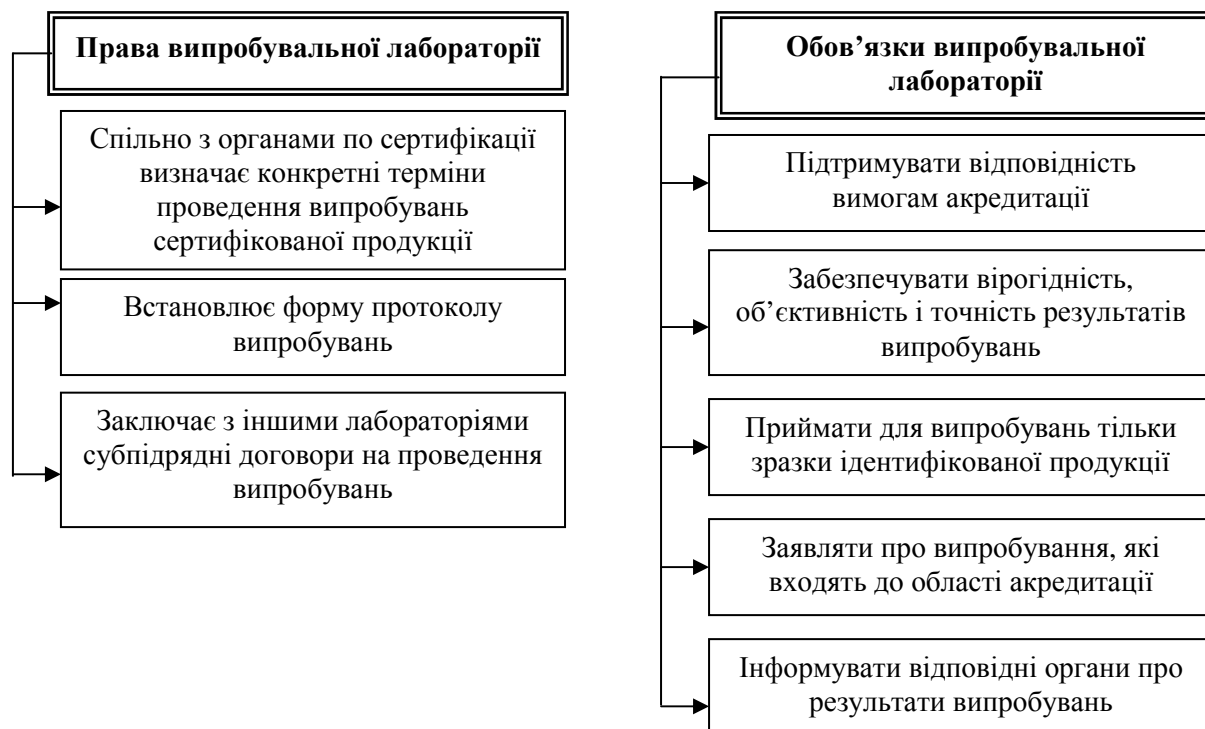 Права випробувальної лабораторії
Спільно з органами по сертифікації
визначає конкретні терміни
проведення випробувань
сертифікованої продукції
Встановлює форму протоколу
випробувань
Заключає з іншими лабораторіями
субпідрядні договори на проведення
випробувань
Обов’язки випробувальної
лабораторії
Підтримувати відповідність
вимогам акредитації
Забезпечувати вірогідність,
об’єктивність і точність результатів
випробувань
Приймати для випробувань тільки
зразки ідентифікованої продукції
Заявляти про випробування, які
входять до області акредитації
Інформувати відповідні органи про
результати випробувань